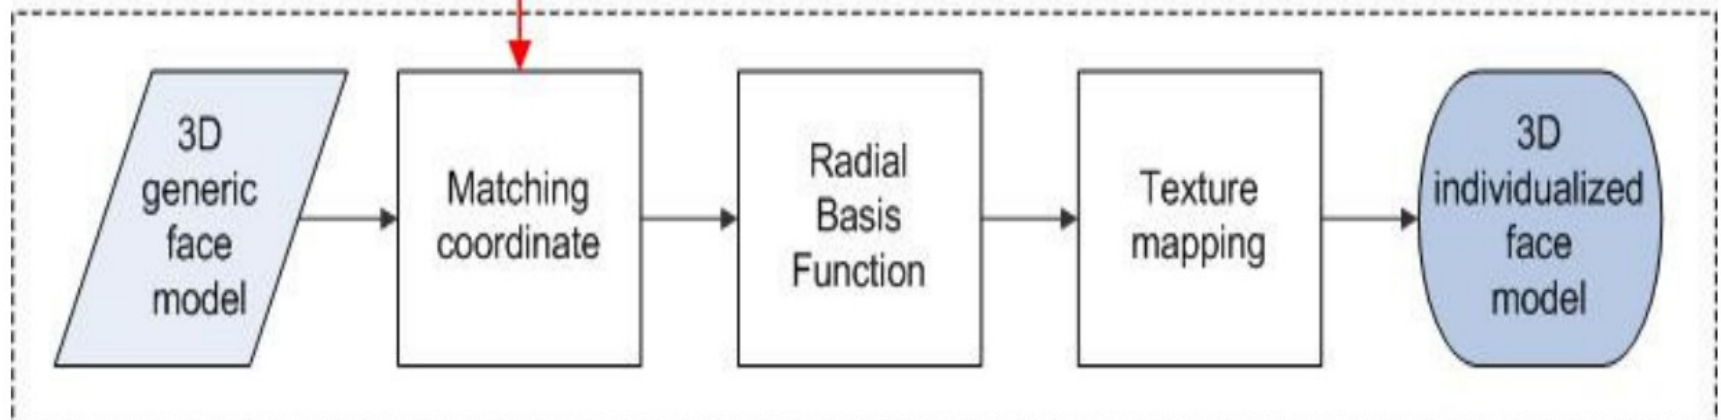 3D
generic
face
model
Matching
coordinate
Radial
Basis
Function
Texture
mapping
3D
individualized
face
model